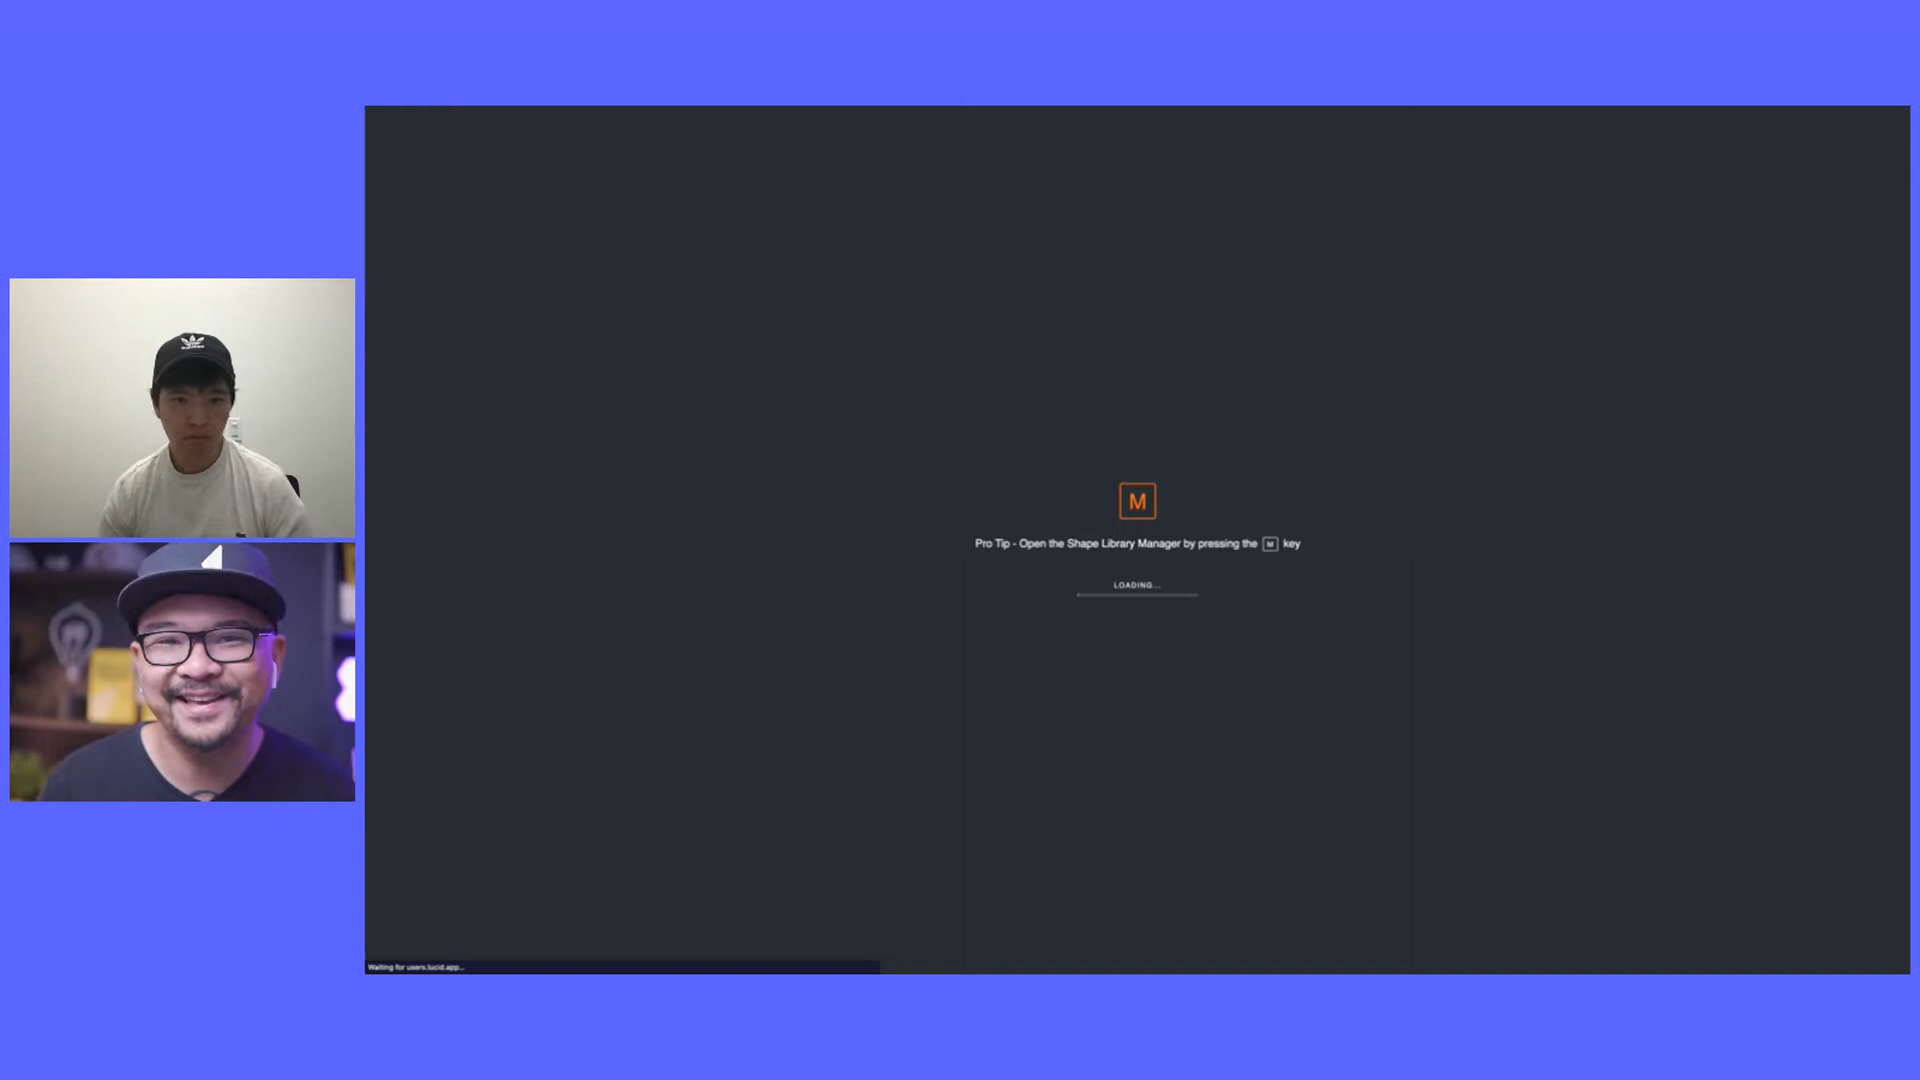 M
Pro Tip - Open the Shape Library Manager by pressing the M key
LOADING...
Waiting for users.lucid.app...